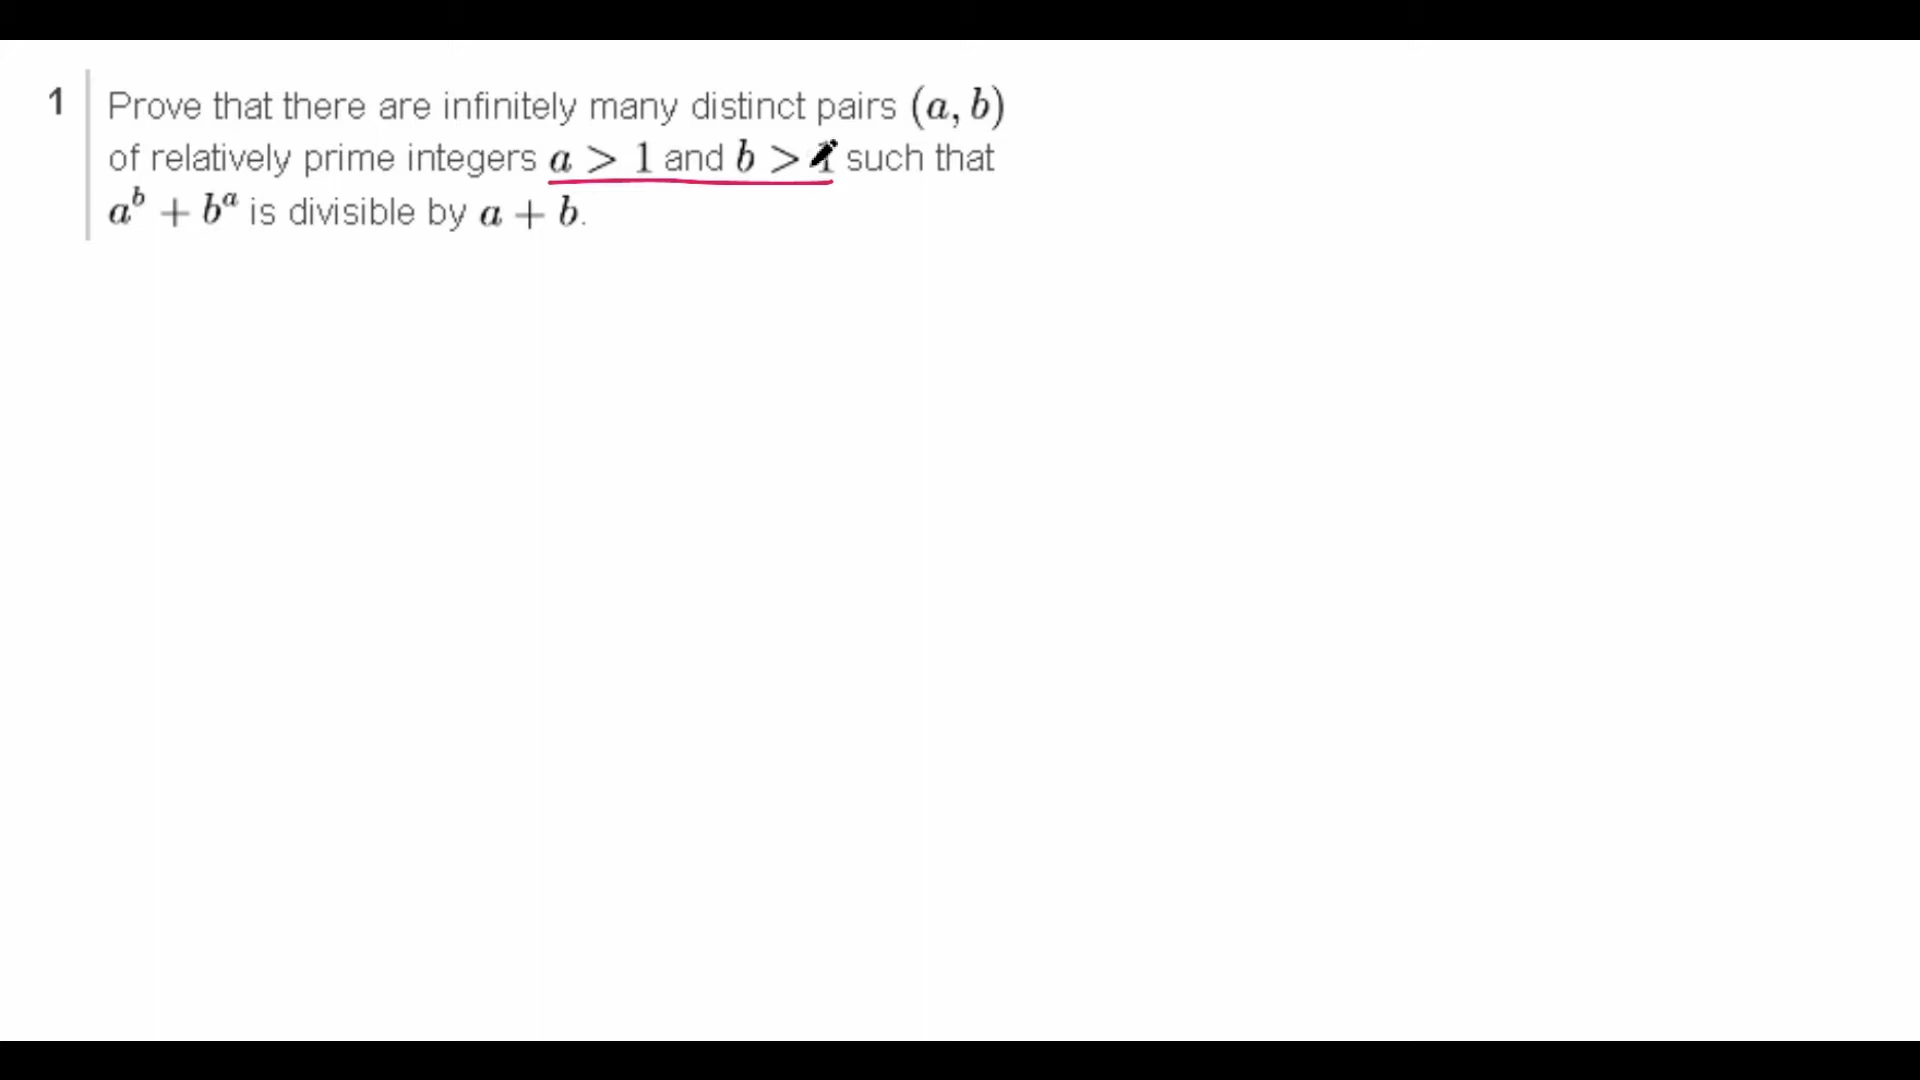 1 Prove that there are infinitely many distinct pairs (a, b)
of relatively prime integers a > 1 and b > 1 such that
a^b + b^a is divisible by a + b.